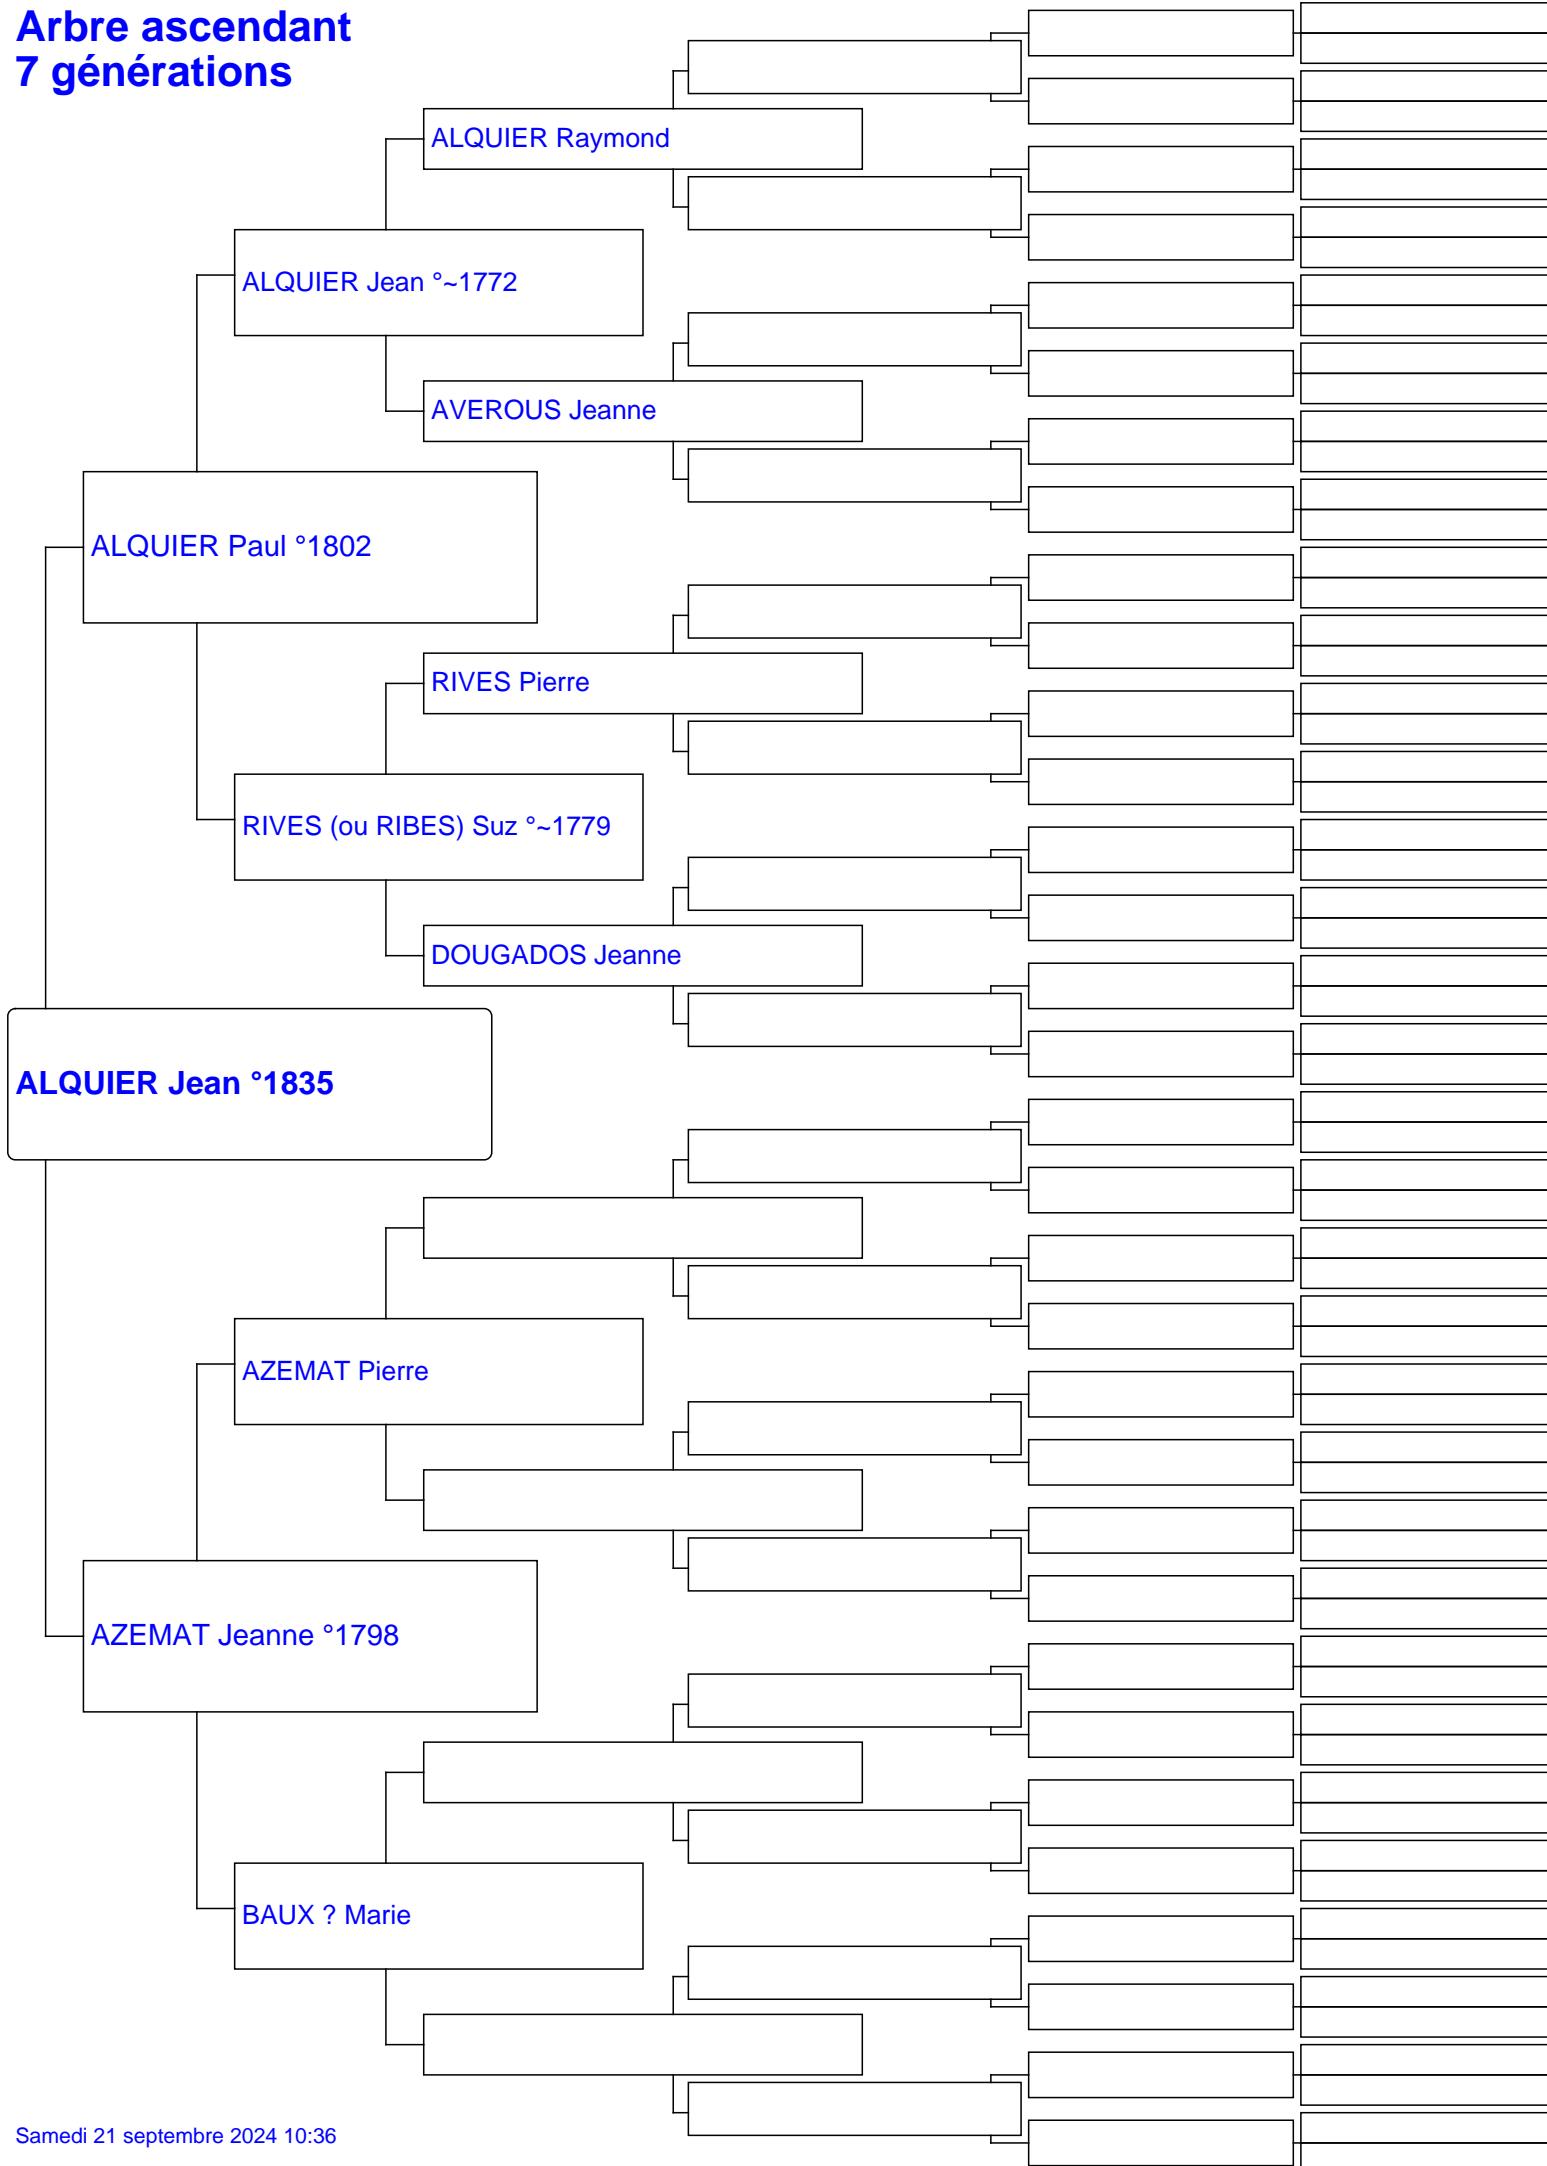 Arbre ascendant
7 générations
ALQUIER Raymond
ALQUIER Jean °~1772
AVEROUS Jeanne
ALQUIER Paul °1802
RIVES Pierre
RIVES (ou RIBES) Suz °~1779
DOUGADOS Jeanne
ALQUIER Jean °1835
AZEMAT Pierre
AZEMAT Jeanne °1798
BAUX ? Marie
Samedi 21 septembre 2024 10:36